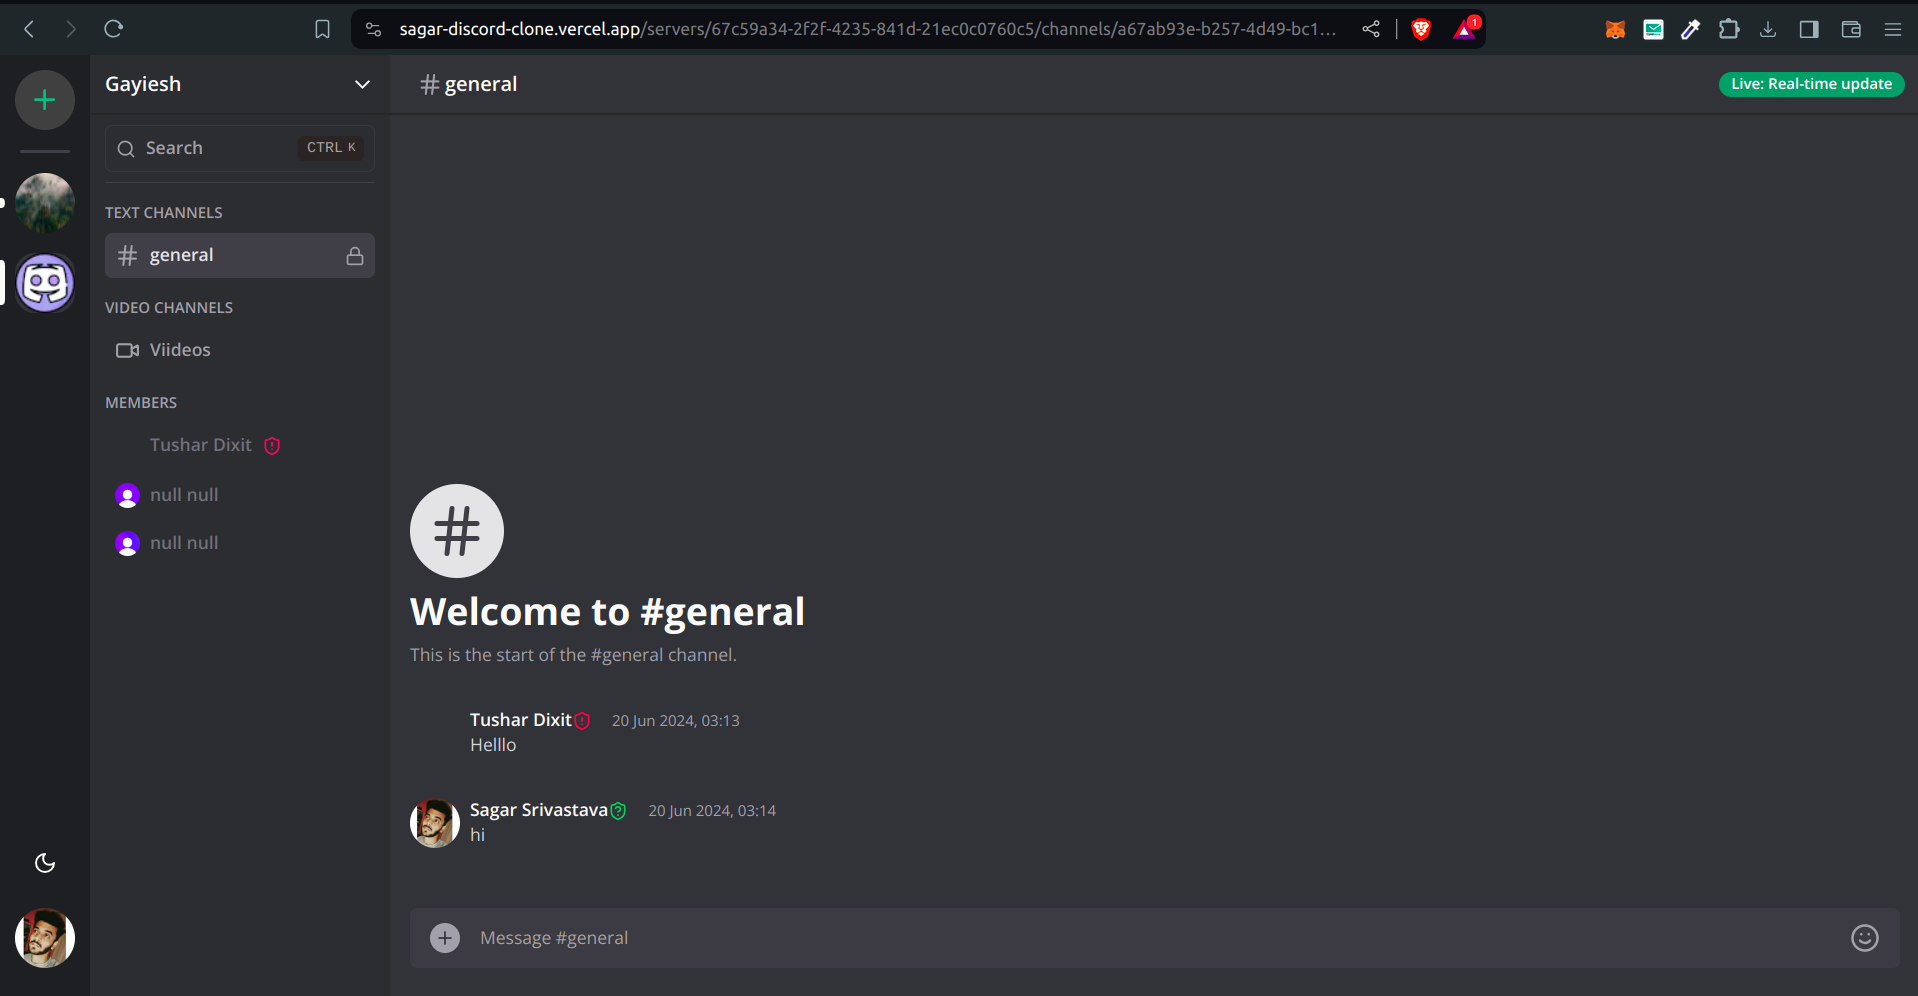 sagar-discord-clone.vercel.app/servers/67c59a34-2f2f-4235-841d-21ec0c0760c5/channels/a67ab93e-b257-4d49-bc1...
1
Gayiesh
# general
Live: Real-time update
Search CTRL K
TEXT CHANNELS
# general
VIDEO CHANNELS
Viideos
MEMBERS
Tushar Dixit
null null
null null
#
Welcome to #general
This is the start of the #general channel.
Tushar Dixit 20 Jun 2024, 03:13
Helllo
Sagar Srivastava 20 Jun 2024, 03:14
hi
Message #general